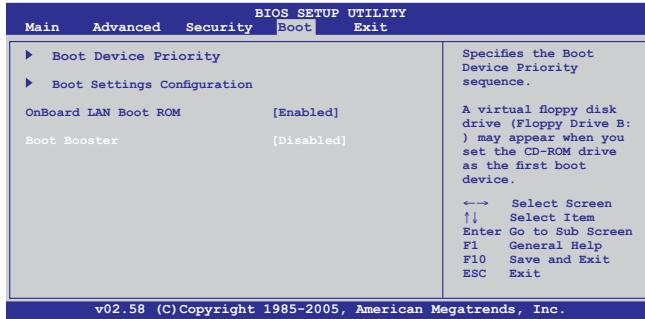 BIOS SETUP UTILITY
Main Advanced Security Boot Exit
Boot Device Priority
Boot Settings Configuration
OnBoard LAN Boot ROM [Enabled]
Boot Booster [Disabled]
Specifies the Boot
Device Priority
sequence.
A virtual floppy disk
drive (Floppy Drive B:
) may appear when you
set the CD-ROM drive
as the first boot
device.
←→ Select Screen
↑↓ Select Item
Enter Go to Sub Screen
F1 General Help
F10 Save and Exit
ESC Exit
v02.58 (C)Copyright 1985-2005, American Megatrends, Inc.